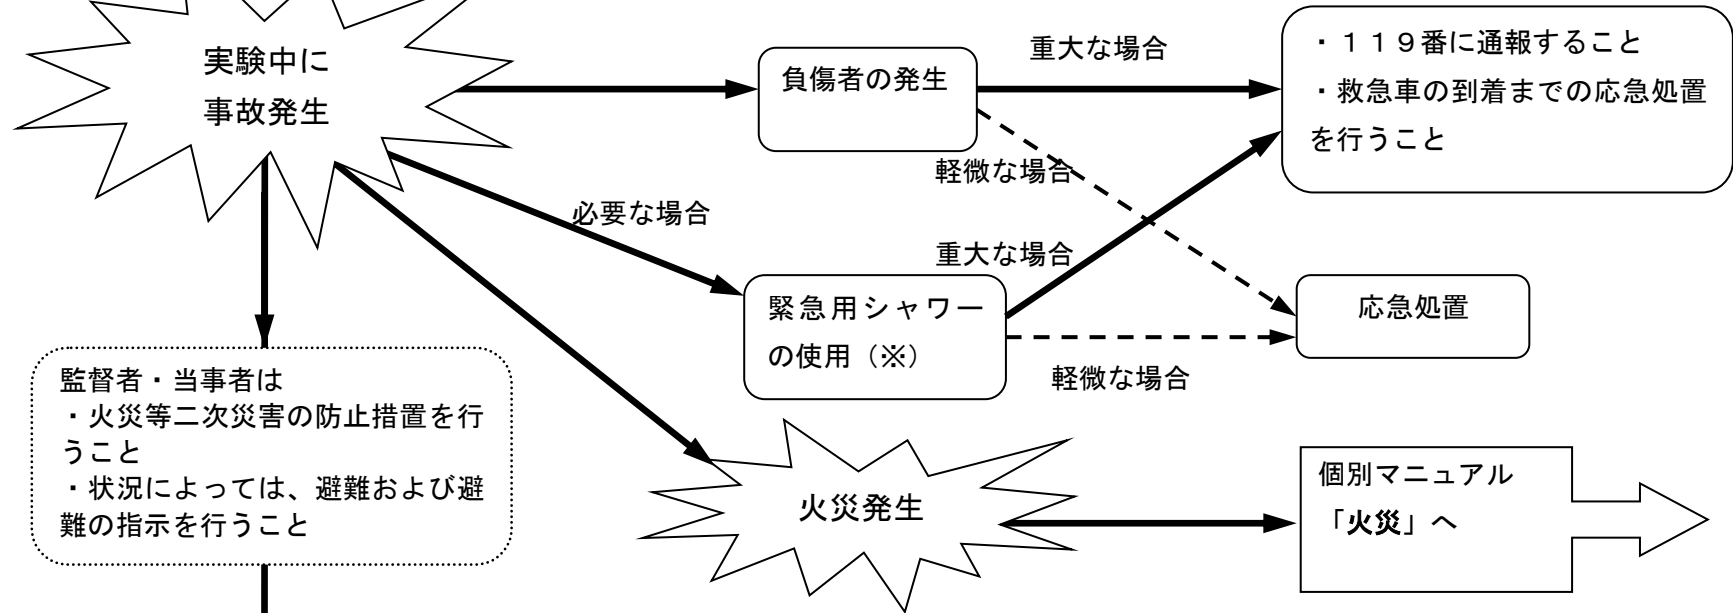 実験中に
事故発生
負傷者の発生
重大な場合
・１１９番に通報すること
・救急車の到着までの応急処置
を行うこと
軽微な場合
必要な場合
重大な場合
緊急用シャワー
の使用（※）
軽微な場合
応急処置
監督者・当事者は
・火災等二次災害の防止措置を行
うこと
・状況によっては、避難および避
難の指示を行うこと
火災発生
個別マニュアル
「火災」へ